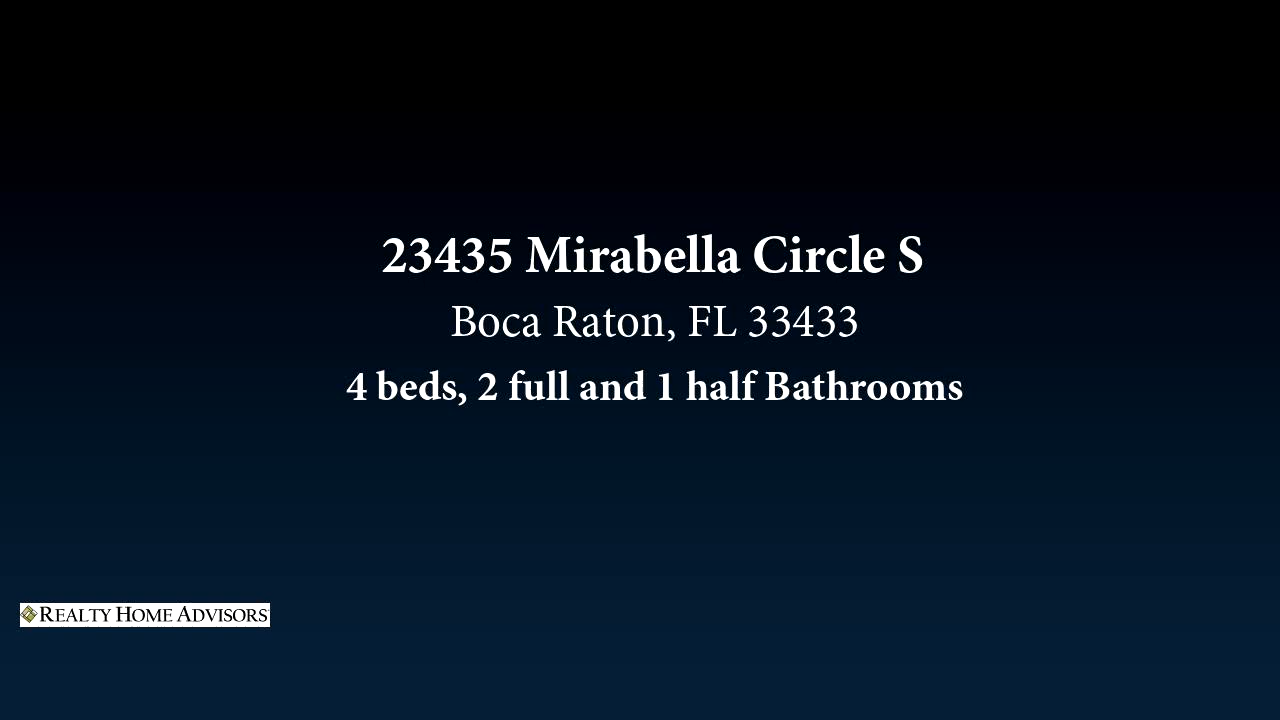 23435 Mirabella Circle S
Boca Raton, FL 33433
4 beds, 2 full and 1 half Bathrooms
REALTY HOME ADVISORS